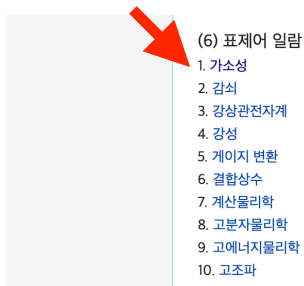 (6) 표제어 일람
1. 가소성
2. 감쇠
3. 강상관전자계
4. 강성
5. 게이지 변환
6. 결합상수
7. 계산물리학
8. 고분자물리학
9. 고에너지물리학
10. 고조파